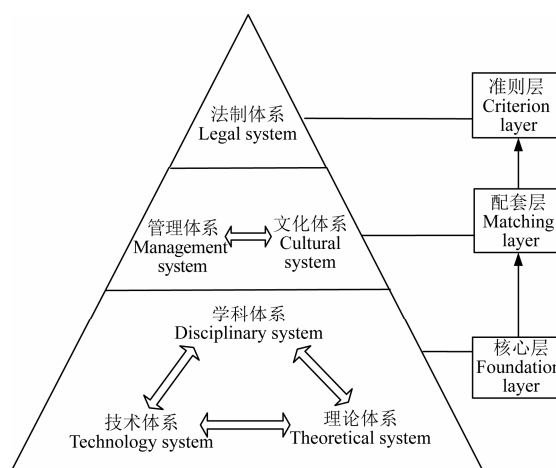 法制体系
Legal system
准则层
Criterion
layer
管理体系
Management
system
文化体系
Cultural
system
配套层
Matching
layer
学科体系
Disciplinary system
技术体系
Technology system
理论体系
Theoretical system
核心层
Foundation
layer